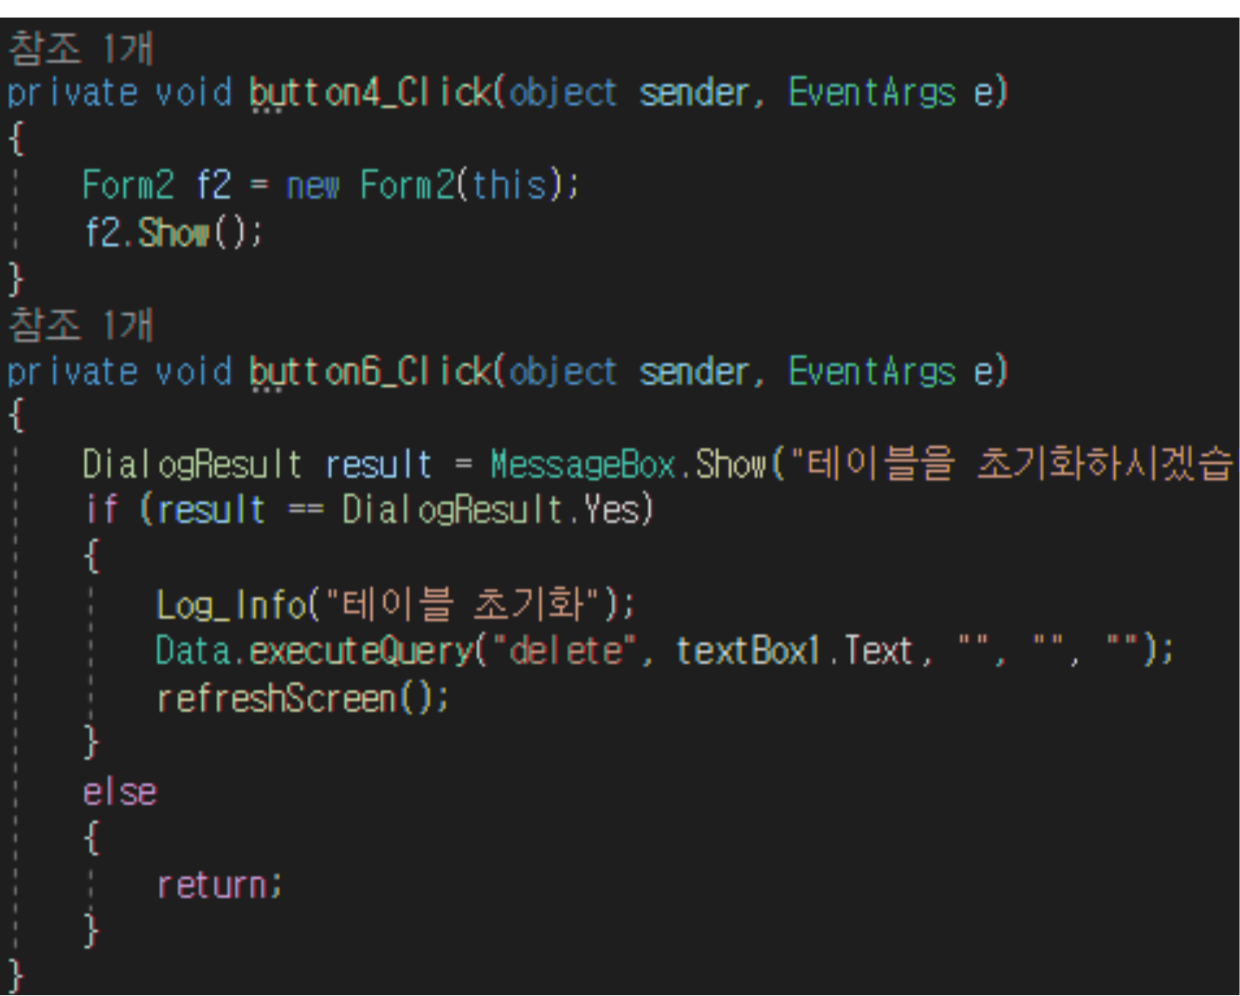 참조 1개
private void button4_Click(object sender, EventArgs e)
{
Form2 f2 = new Form2(this);
f2.Show();
}
참조 1개
private void button6_Click(object sender, EventArgs e)
{
DialogResult result = MessageBox.Show("테이블을 초기화하시겠습
if (result == DialogResult.Yes)
{
Log_Info("테이블 초기화");
Data.executeQuery("delete", textBox1.Text, "", "", "");
refreshScreen();
}
else
{
return;
}
}